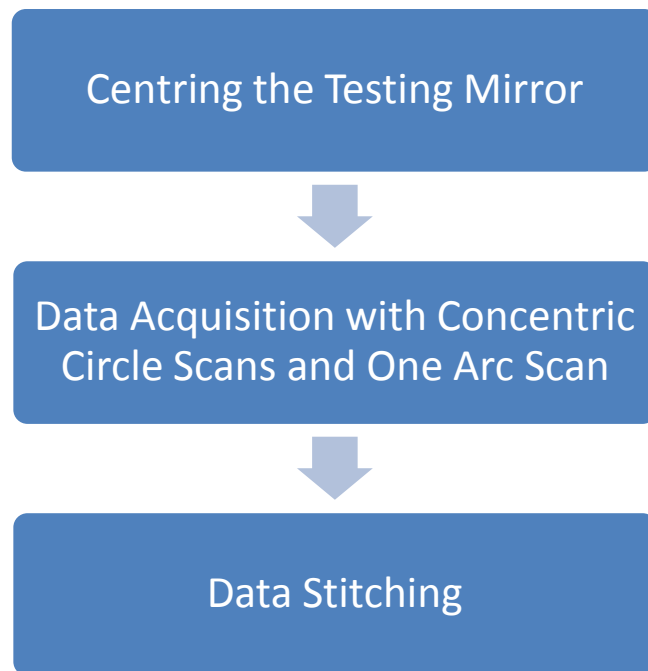 Centring the Testing Mirror
Data Acquisition with Concentric
Circle Scans and One Arc Scan
Data Stitching